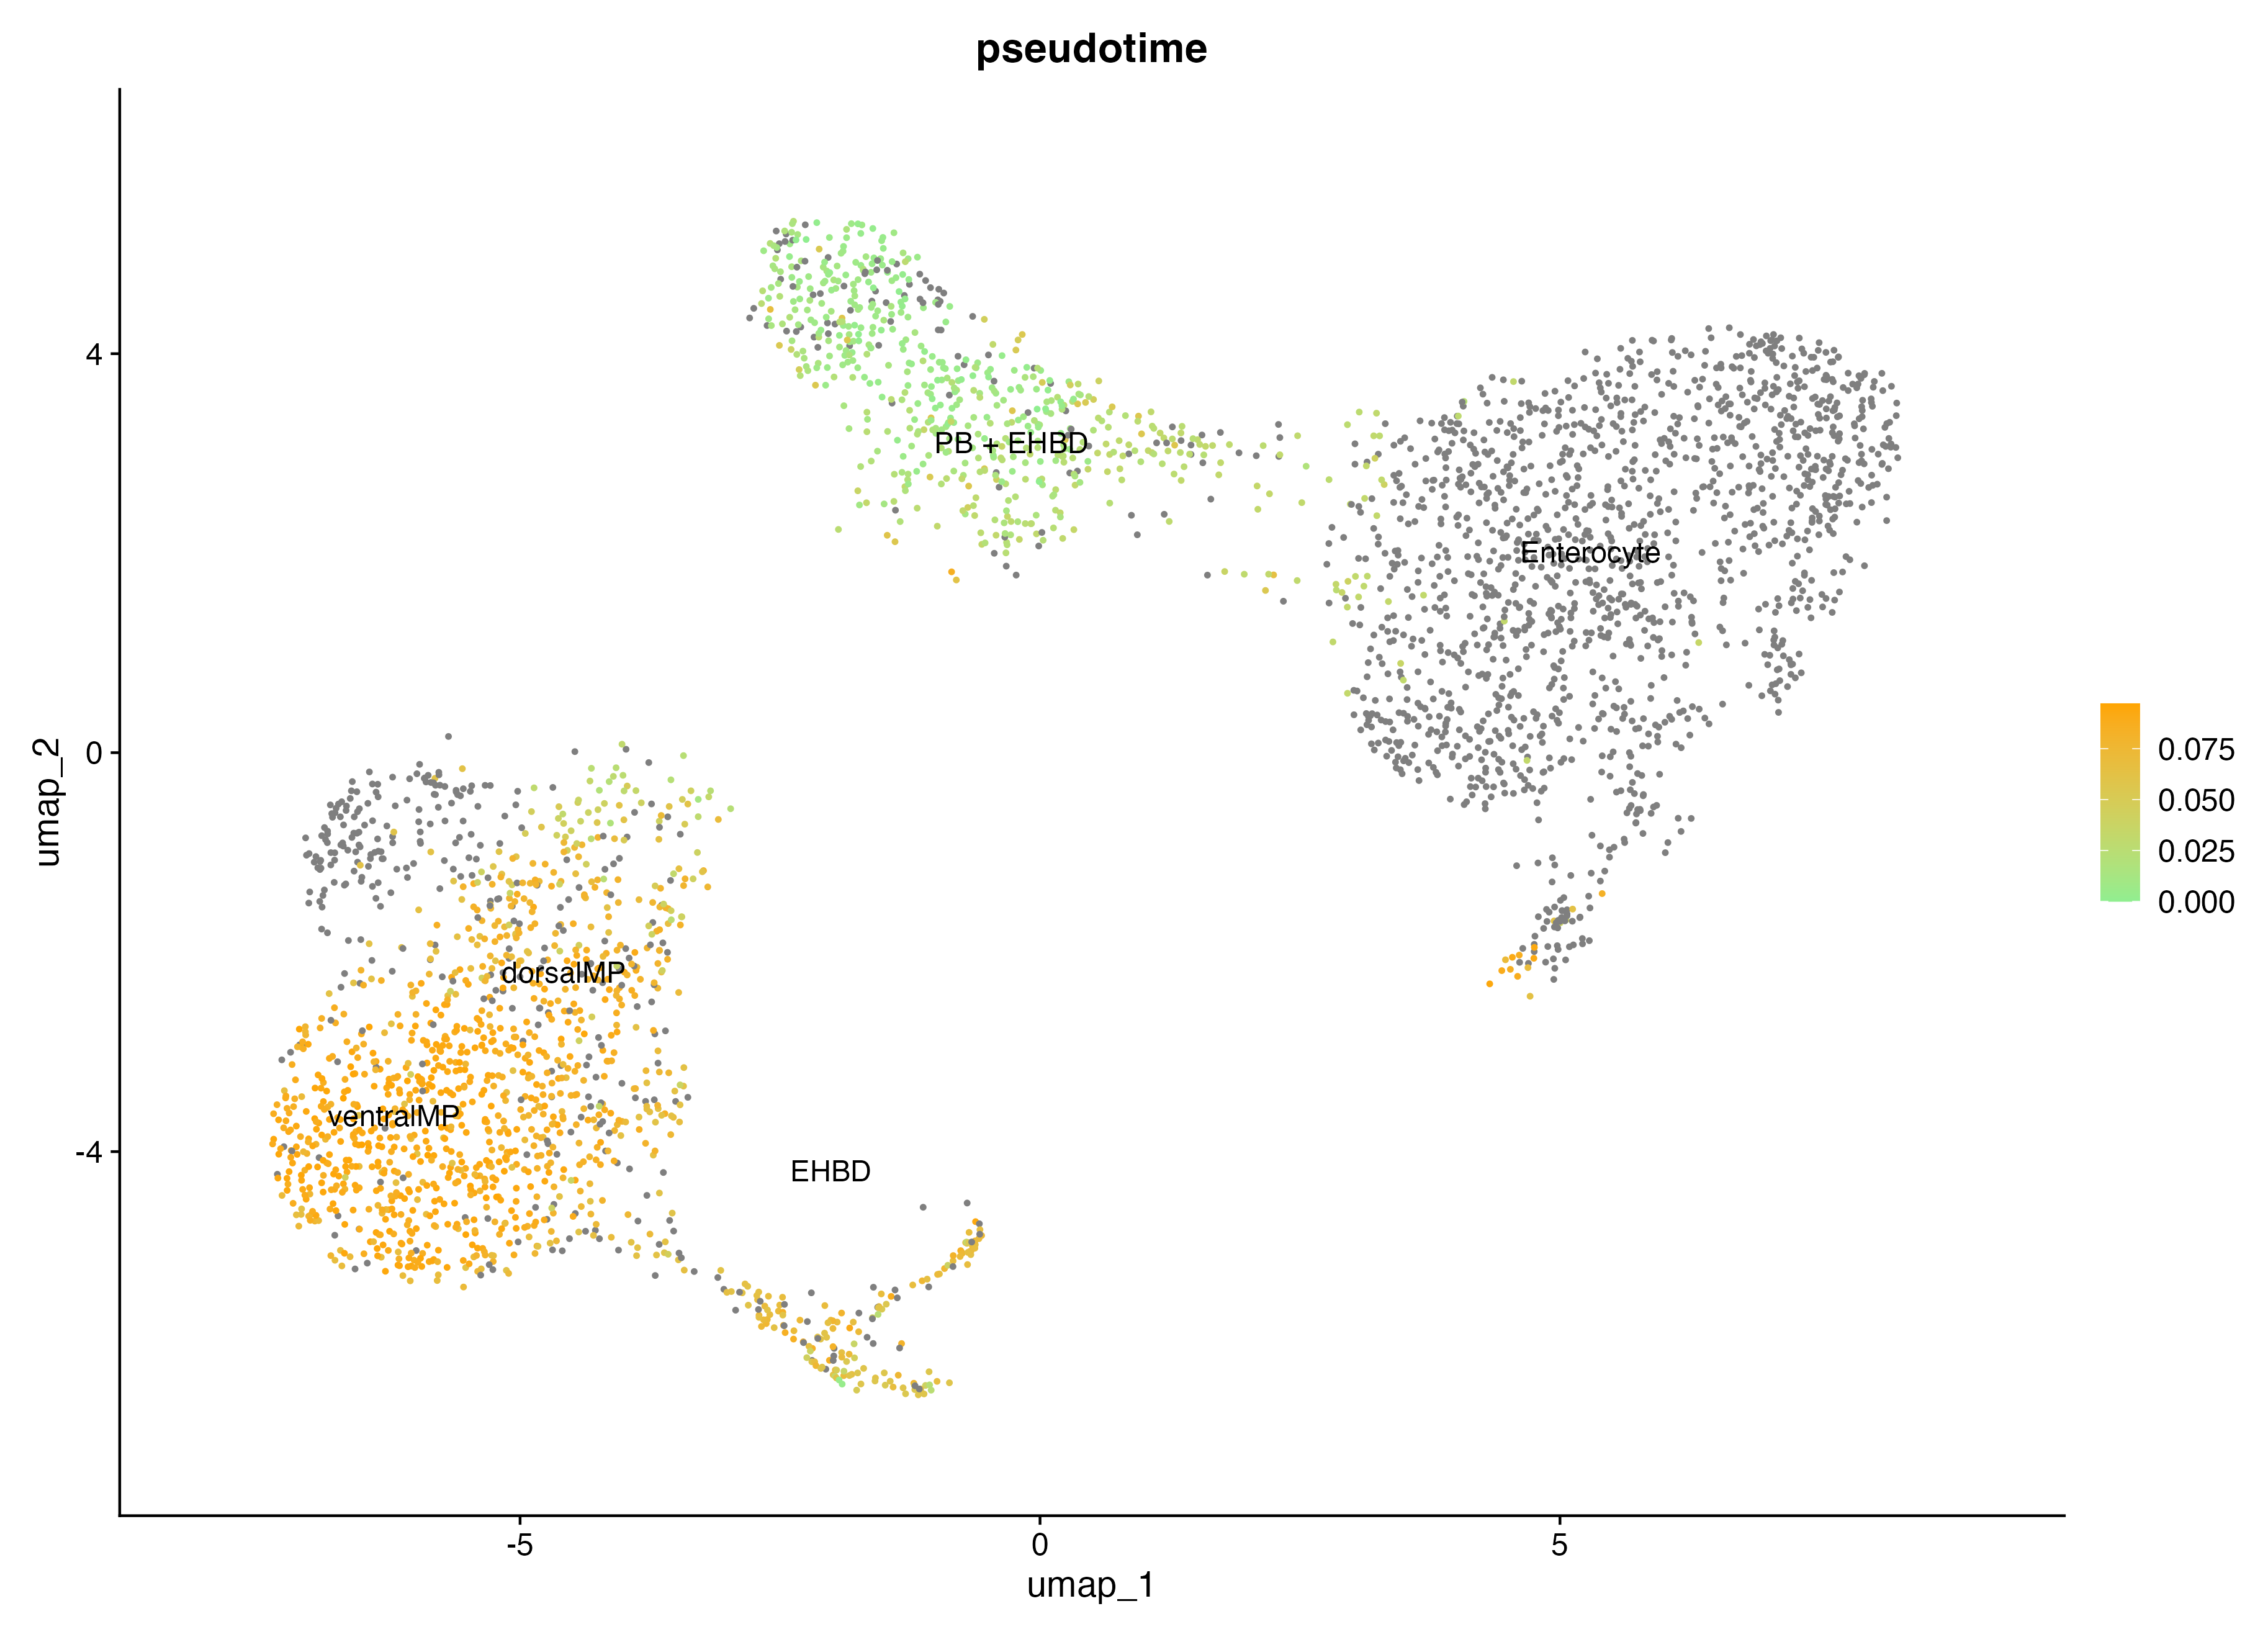 pseudotime
umap_2
4
0
-4
PB + EHBD
Enterocyte
dorsalMP
ventralMP
EHBD
0.075
0.050
0.025
0.000
-5
0
5
umap_1